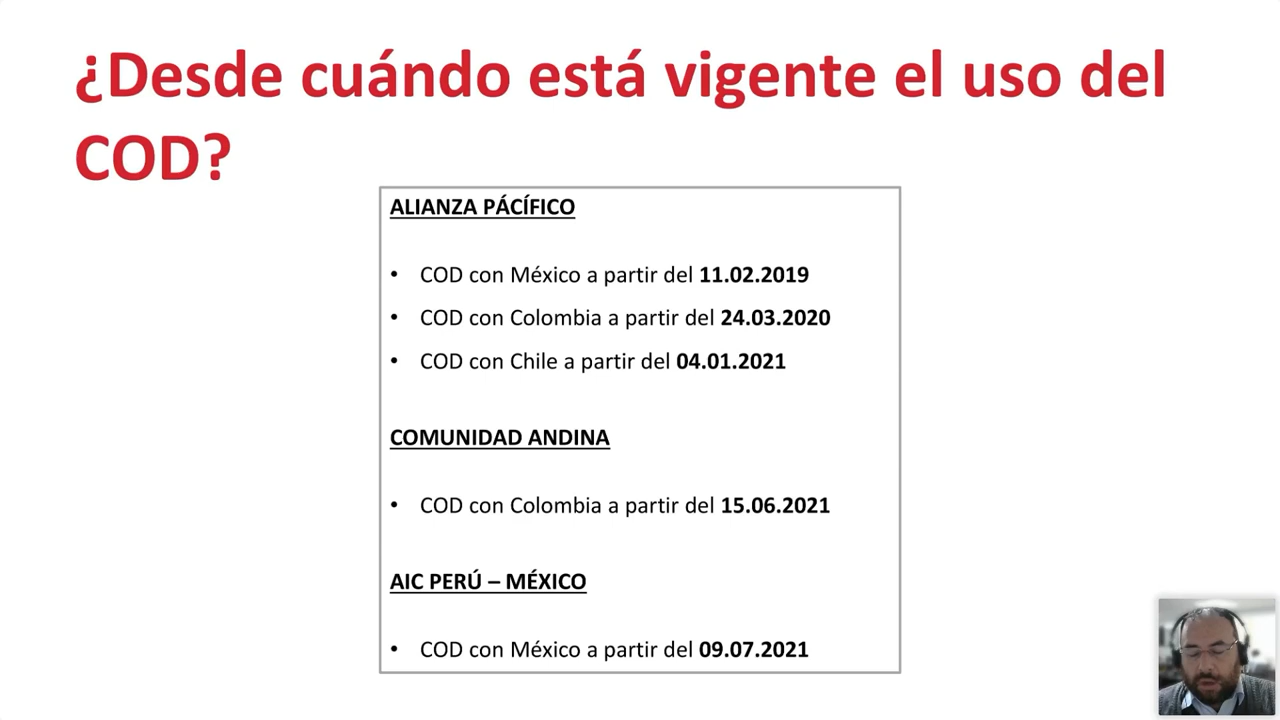 ¿Desde cuándo está vigente el uso del
COD?
ALIANZA PÁCÍFICO
• COD con México a partir del 11.02.2019
• COD con Colombia a partir del 24.03.2020
• COD con Chile a partir del 04.01.2021
COMUNIDAD ANDINA
• COD con Colombia a partir del 15.06.2021
AIC PERÚ – MÉXICO
• COD con México a partir del 09.07.2021